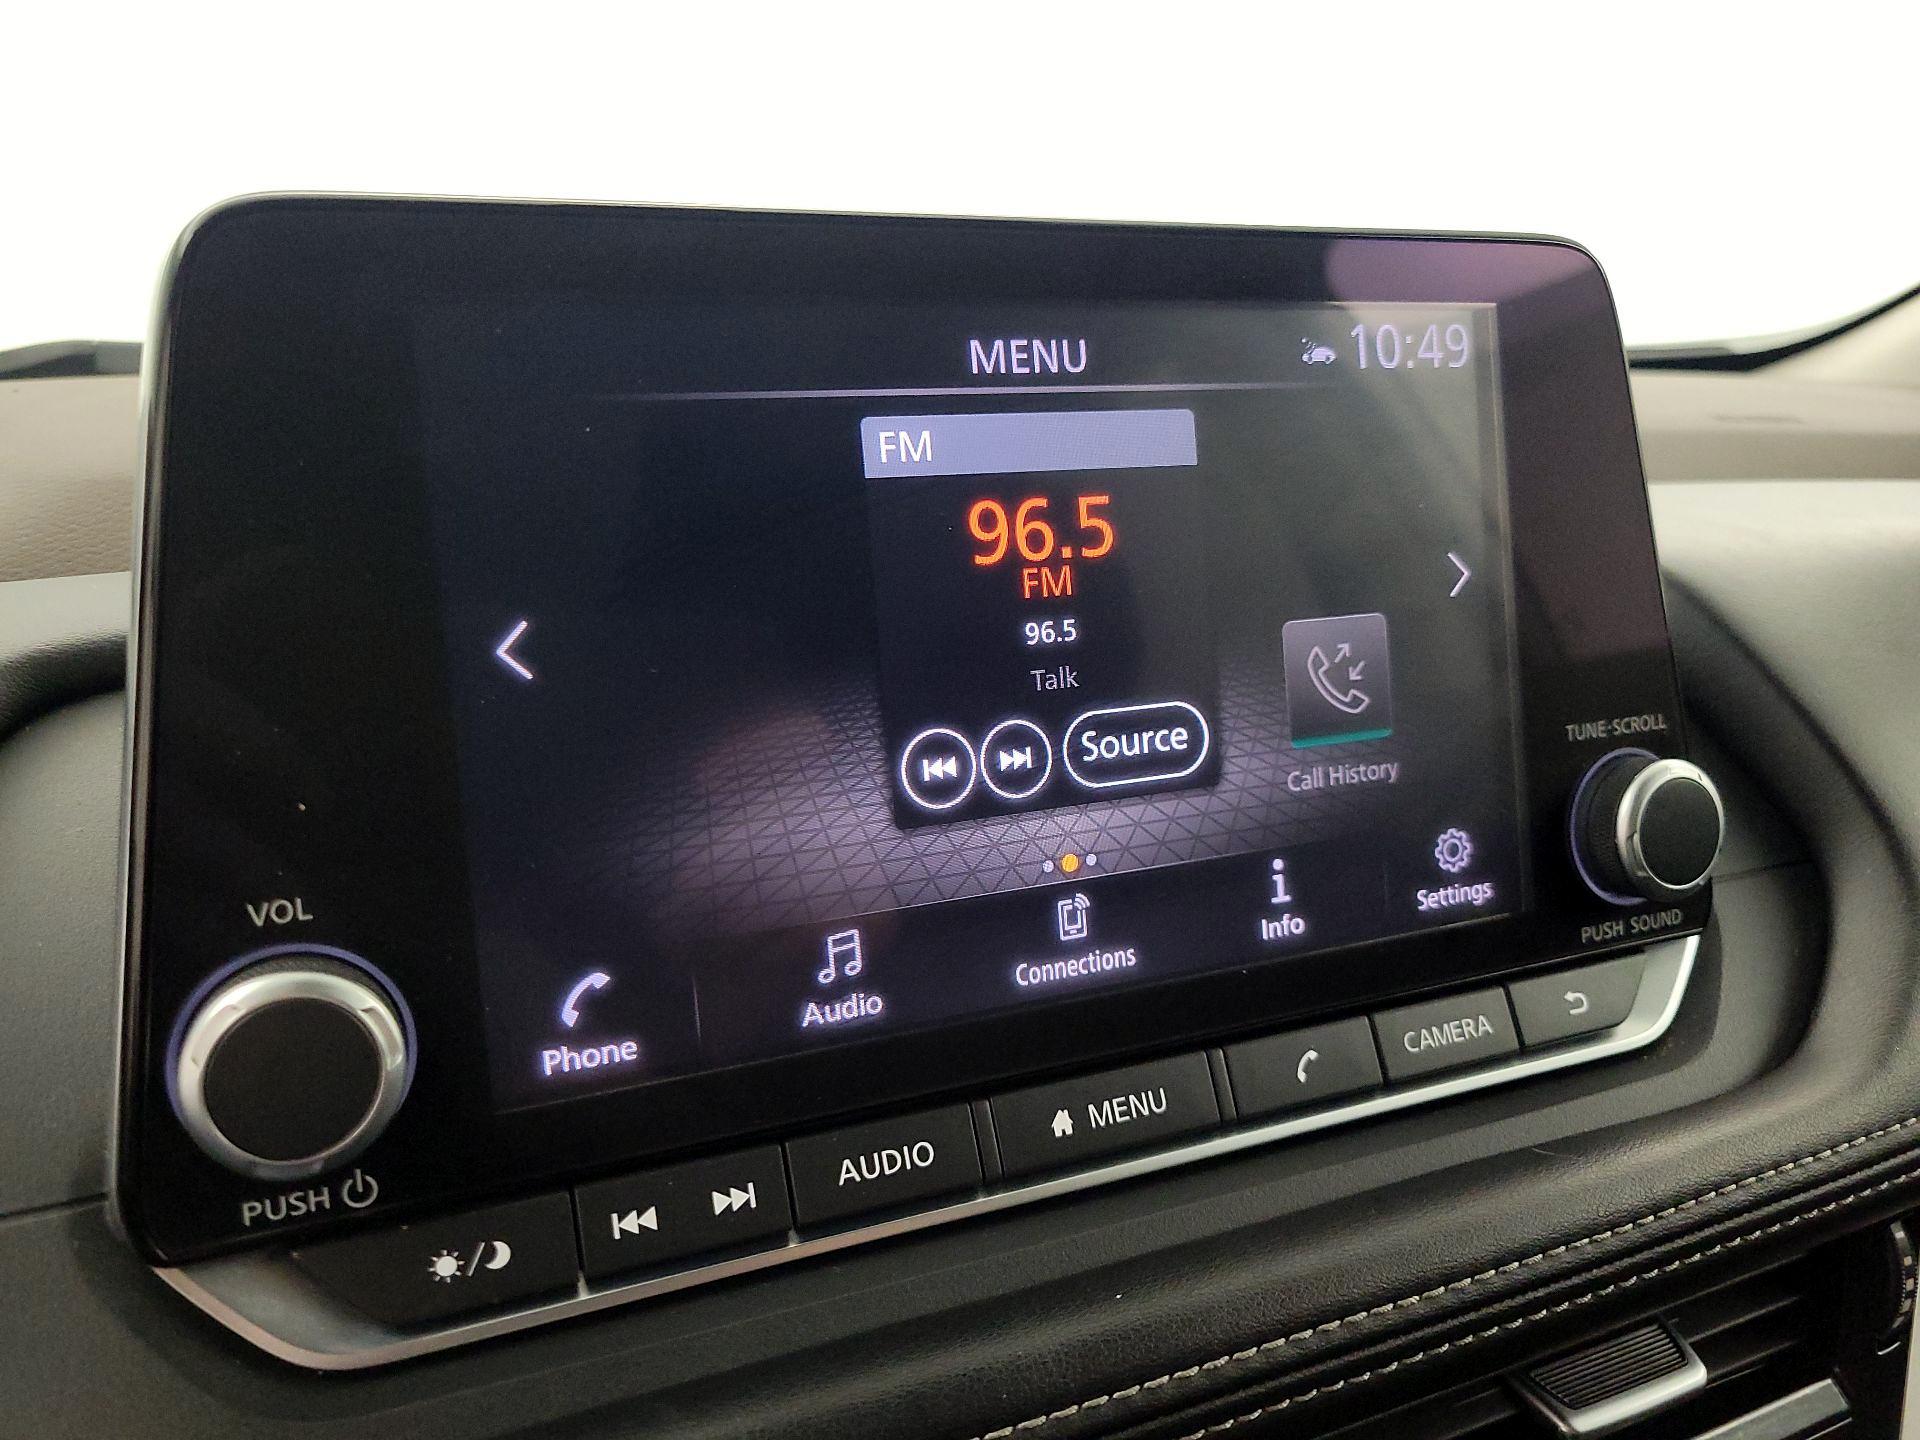 MENU
10:49
FM
96.5
FM
96.5
Talk
Source
Call History
TUNE·SCROLL
PUSH SOUND
VOL
PUSH
Phone
Audio
Connections
Info
Settings
AUDIO
MENU
CAMERA